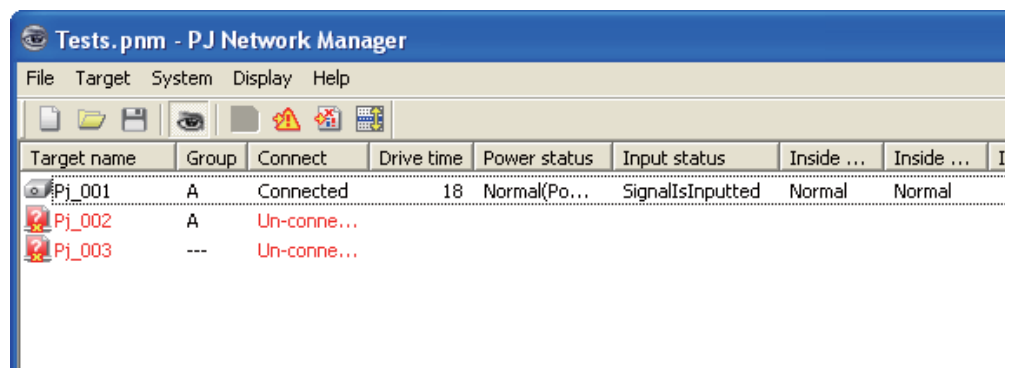 Tests.pnm - PJ Network Manager
File Target System Display Help
Target name Group Connect Drive time Power status Input status Inside ... Inside ... I
Pj_001 A Connected 18 Normal(Po... SignalIsInputted Normal Normal
Pj_002 A Un-conne...
Pj_003 --- Un-conne...